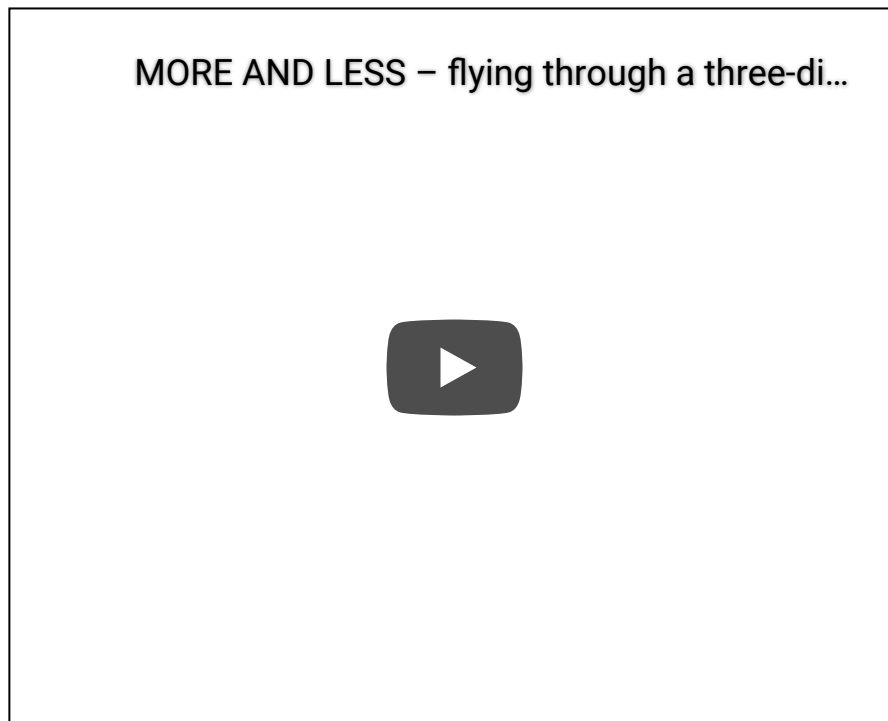 MORE AND LESS – flying through a three-di...